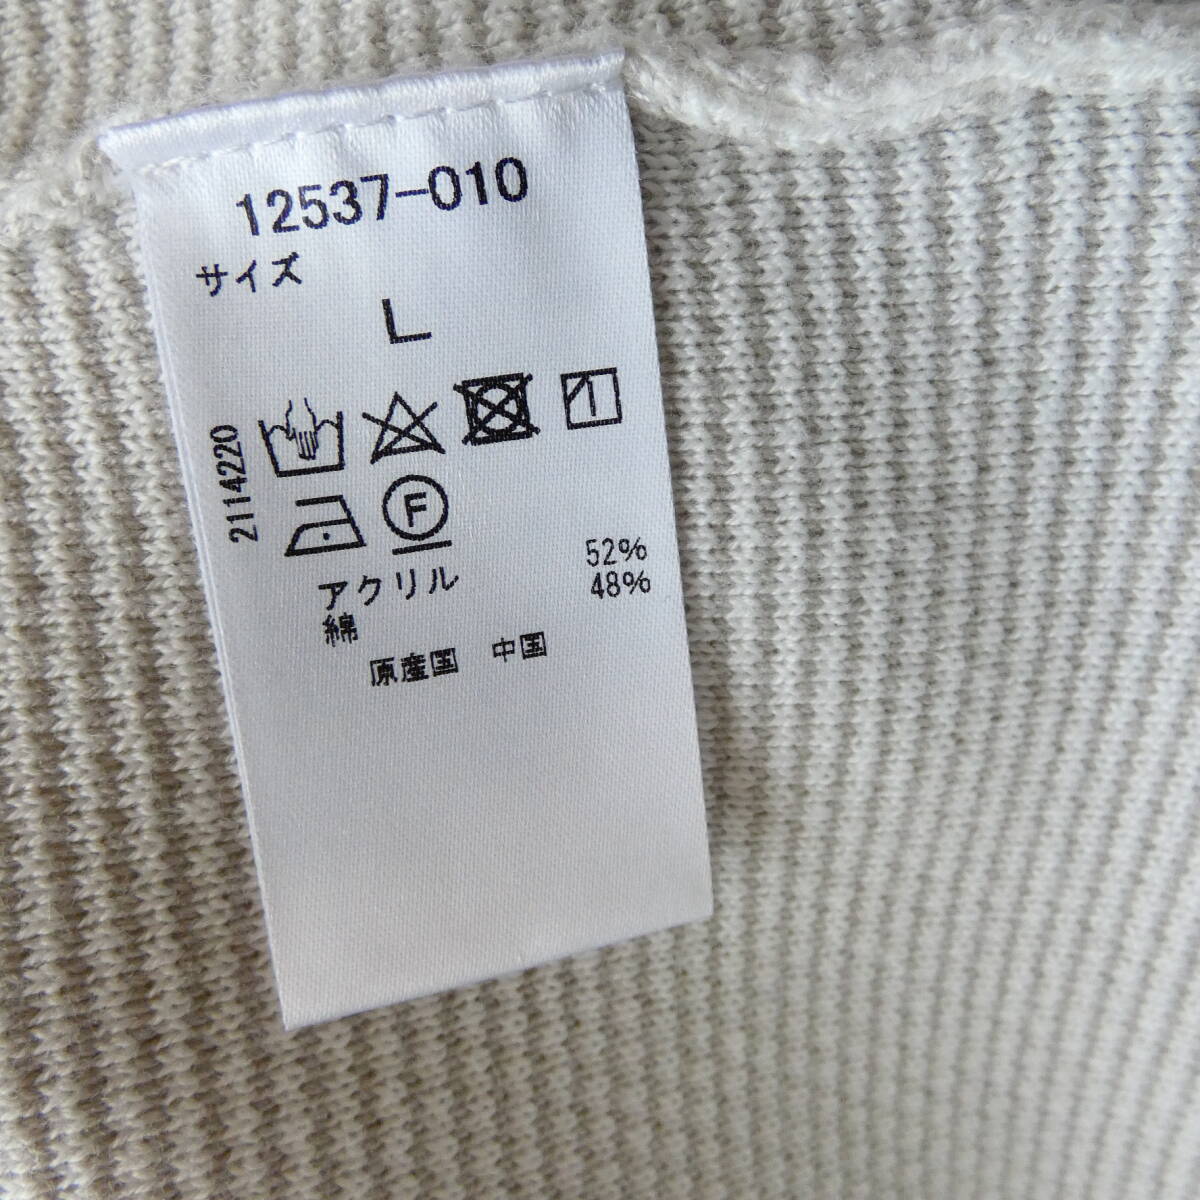 12537-010
サイズ
L
2114220
F
アクリル 52%
綿 48%
原産国 中国